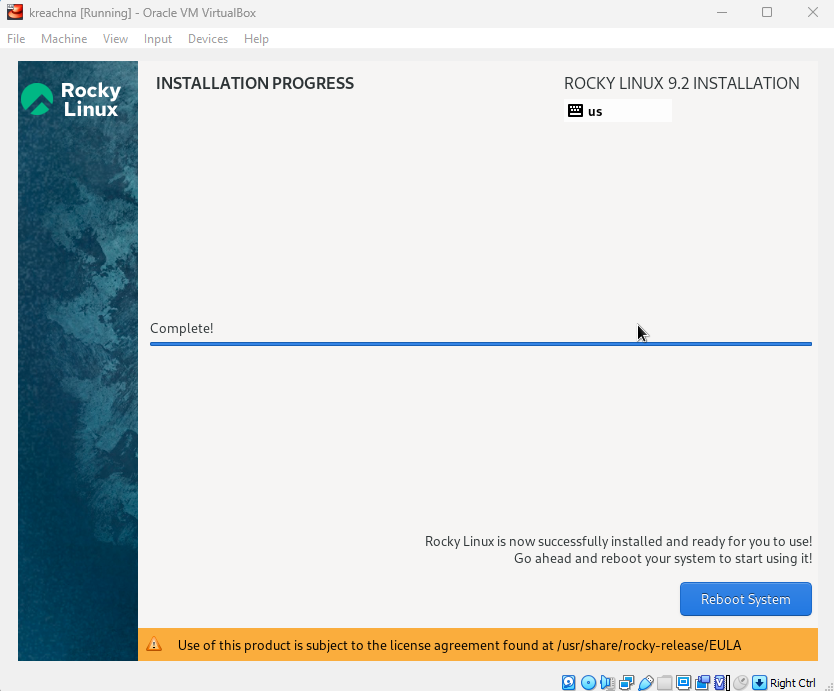 kreachna [Running] - Oracle VM VirtualBox
File Machine View Input Devices Help
Rocky
Linux
INSTALLATION PROGRESS
ROCKY LINUX 9.2 INSTALLATION
us
Complete!
Rocky Linux is now successfully installed and ready for you to use!
Go ahead and reboot your system to start using it!
Reboot System
Use of this product is subject to the license agreement found at /usr/share/rocky-release/EULA
Right Ctrl